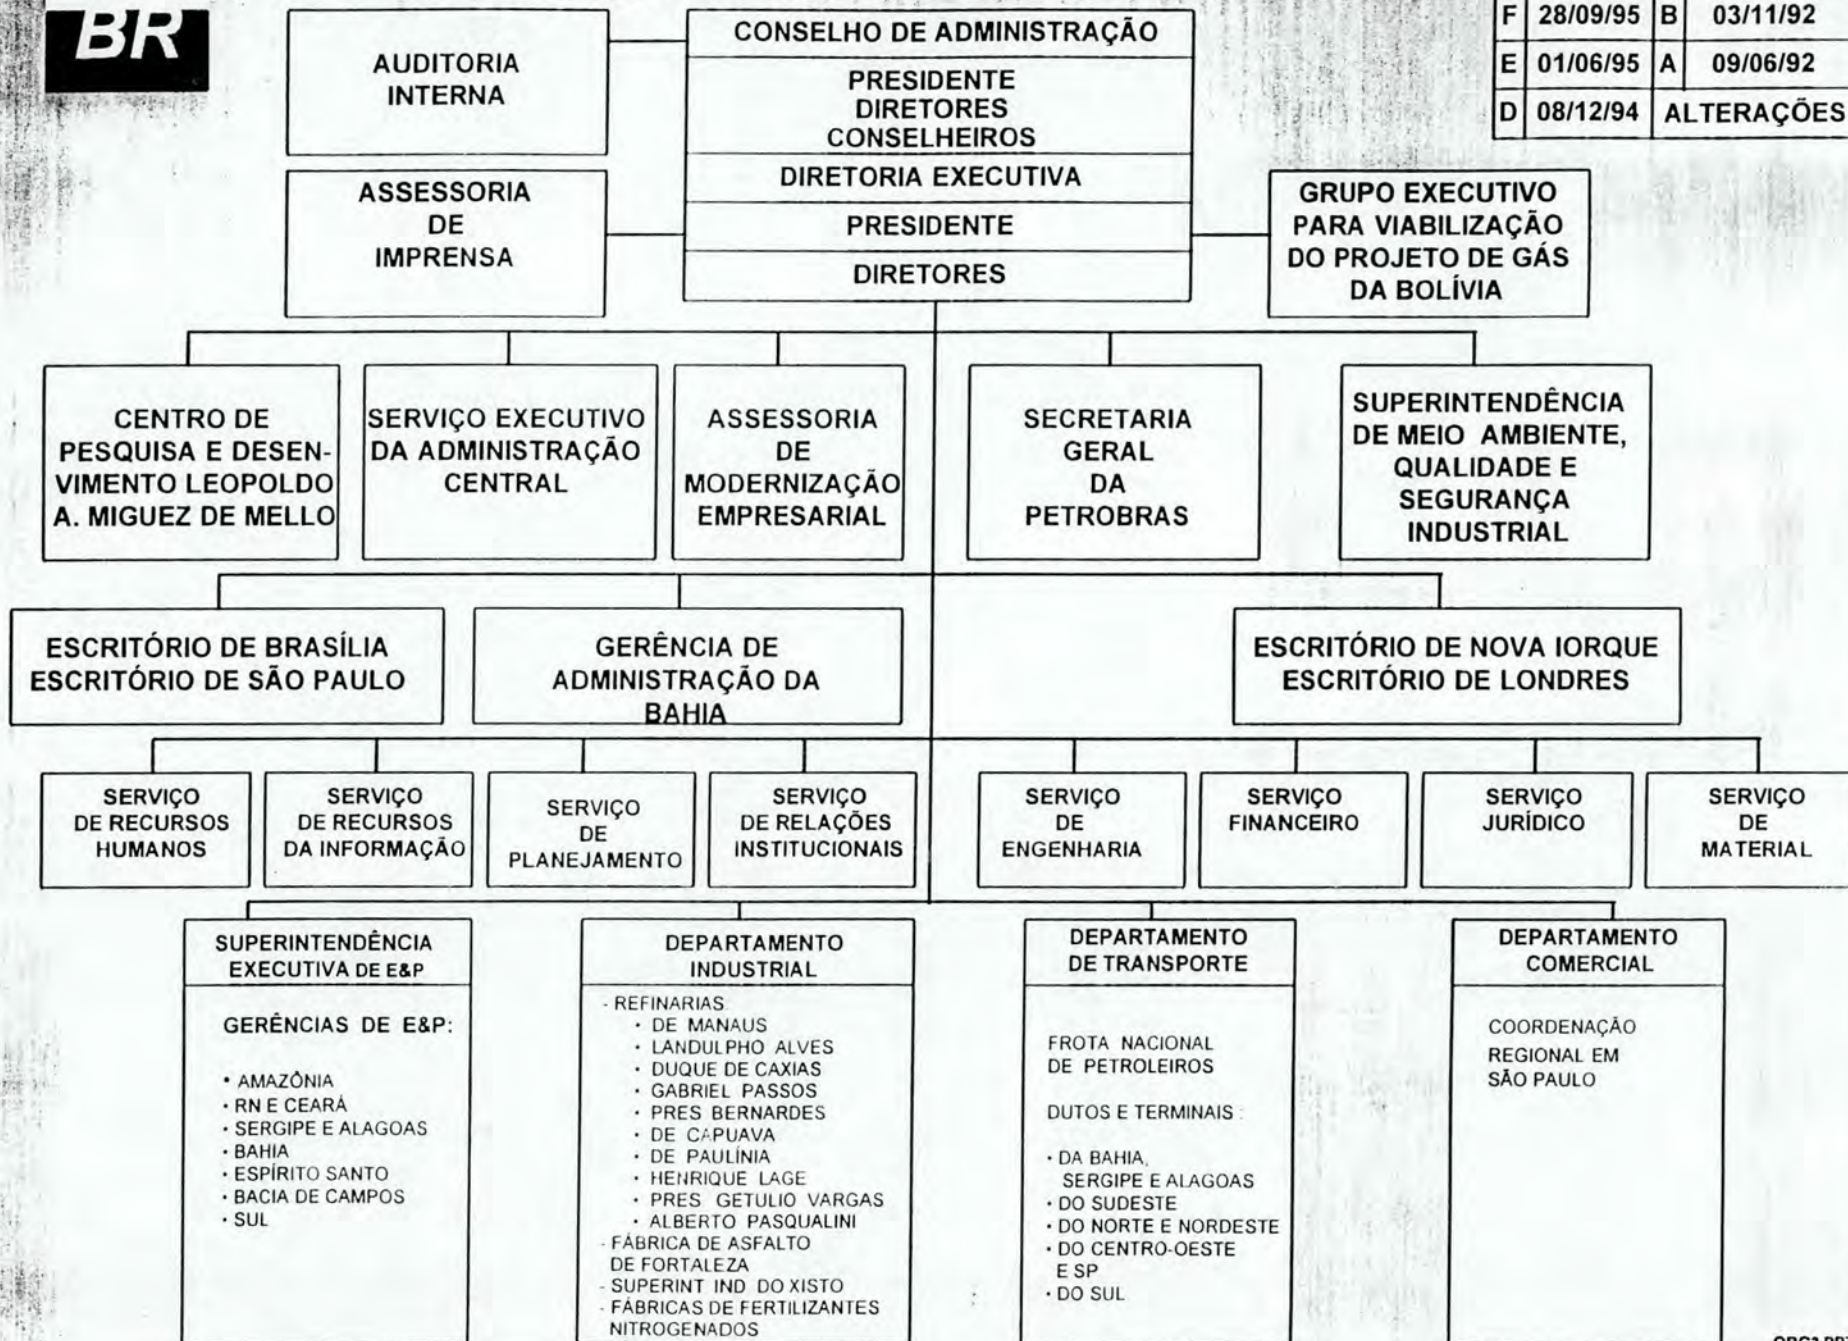 BR
AUDITORIA
INTERNA
CONSELHO DE ADMINISTRAÇÃO
PRESIDENTE
DIRETORES
CONSELHEIROS
DIRETORIA EXECUTIVA
PRESIDENTE
DIRETORES
F 28/09/95 B 03/11/92
E 01/06/95 A 09/06/92
D 08/12/94 ALTERAÇÕES
ASSESSORIA
DE
IMPRENSA
GRUPO EXECUTIVO
PARA VIABILIZAÇÃO
DO PROJETO DE GÁS
DA BOLÍVIA
CENTRO DE
PESQUISA E DESEN-
VIMENTO LEOPOLDO
A. MIGUEZ DE MELLO
SERVIÇO EXECUTIVO
DA ADMINISTRAÇÃO
CENTRAL
ASSESSORIA
DE
MODERNIZAÇÃO
EMPRESARIAL
SECRETARIA
GERAL
DA
PETROBRAS
SUPERINTENDÊNCIA
DE MEIO AMBIENTE,
QUALIDADE E
SEGURANÇA
INDUSTRIAL
ESCRITÓRIO DE BRASÍLIA
ESCRITÓRIO DE SÃO PAULO
GERÊNCIA DE
ADMINISTRAÇÃO DA
BAHIA
ESCRITÓRIO DE NOVA IORQUE
ESCRITÓRIO DE LONDRES
SERVIÇO
DE RECURSOS
HUMANOS
SERVIÇO
DE RECURSOS
DA INFORMAÇÃO
SERVIÇO
DE
PLANEJAMENTO
SERVIÇO
DE RELAÇÕES
INSTITUCIONAIS
SERVIÇO
DE
ENGENHARIA
SERVIÇO
FINANCEIRO
SERVIÇO
JURÍDICO
SERVIÇO
DE
MATERIAL
SUPERINTENDÊNCIA
EXECUTIVA DE E&P
GERÊNCIAS DE E&P:
• AMAZÔNIA
• RN E CEARÁ
• SERGIPE E ALAGOAS
• BAHIA
• ESPÍRITO SANTO
• BACIA DE CAMPOS
• SUL
DEPARTAMENTO
INDUSTRIAL
- REFINARIAS:
• DE MANAUS
• LANDULPHO ALVES
• DUQUE DE CAXIAS
• GABRIEL PASSOS
• PRES BERNARDES
• DE CAPUAVA
• DE PAULÍNIA
• HENRIQUE LAGE
• PRES GETULIO VARGAS
• ALBERTO PASQUALINI
- FÁBRICA DE ASFALTO
DE FORTALEZA
- SUPERINT IND DO XISTO
- FÁBRICAS DE FERTILIZANTES
NITROGENADOS
DEPARTAMENTO
DE TRANSPORTE
FROTA NACIONAL
DE PETROLEIROS
DUTOS E TERMINAIS :
• DA BAHIA,
SERGIPE E ALAGOAS
• DO SUDESTE
• DO NORTE E NORDESTE
• DO CENTRO-OESTE
E SP
• DO SUL
DEPARTAMENTO
COMERCIAL
COORDENAÇÃO
REGIONAL EM
SÃO PAULO